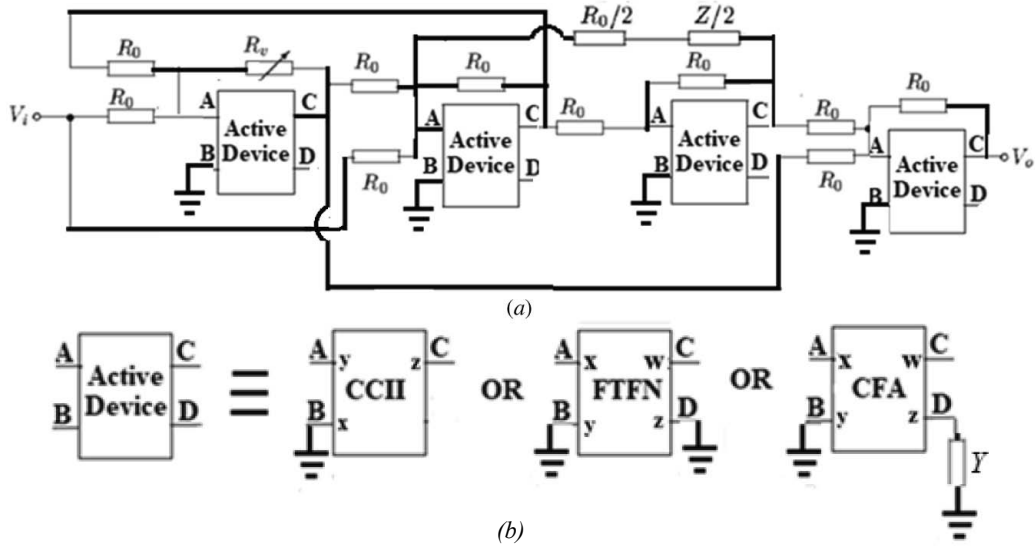 R₀/2 Z/2
R₀ Rᵥ R₀ R₀ R₀ R₀
Vᵢ R₀ A C A C R₀ A C R₀ A C Vₒ
Active Device
Active Device
Active Device
Active Device
B D R₀ B D B D R₀ B D
(a)
A C A y z C A x w C A x w C
Active Device = CCII OR FTFN OR CFA
B D B x B y z D B y z D
Y
(b)